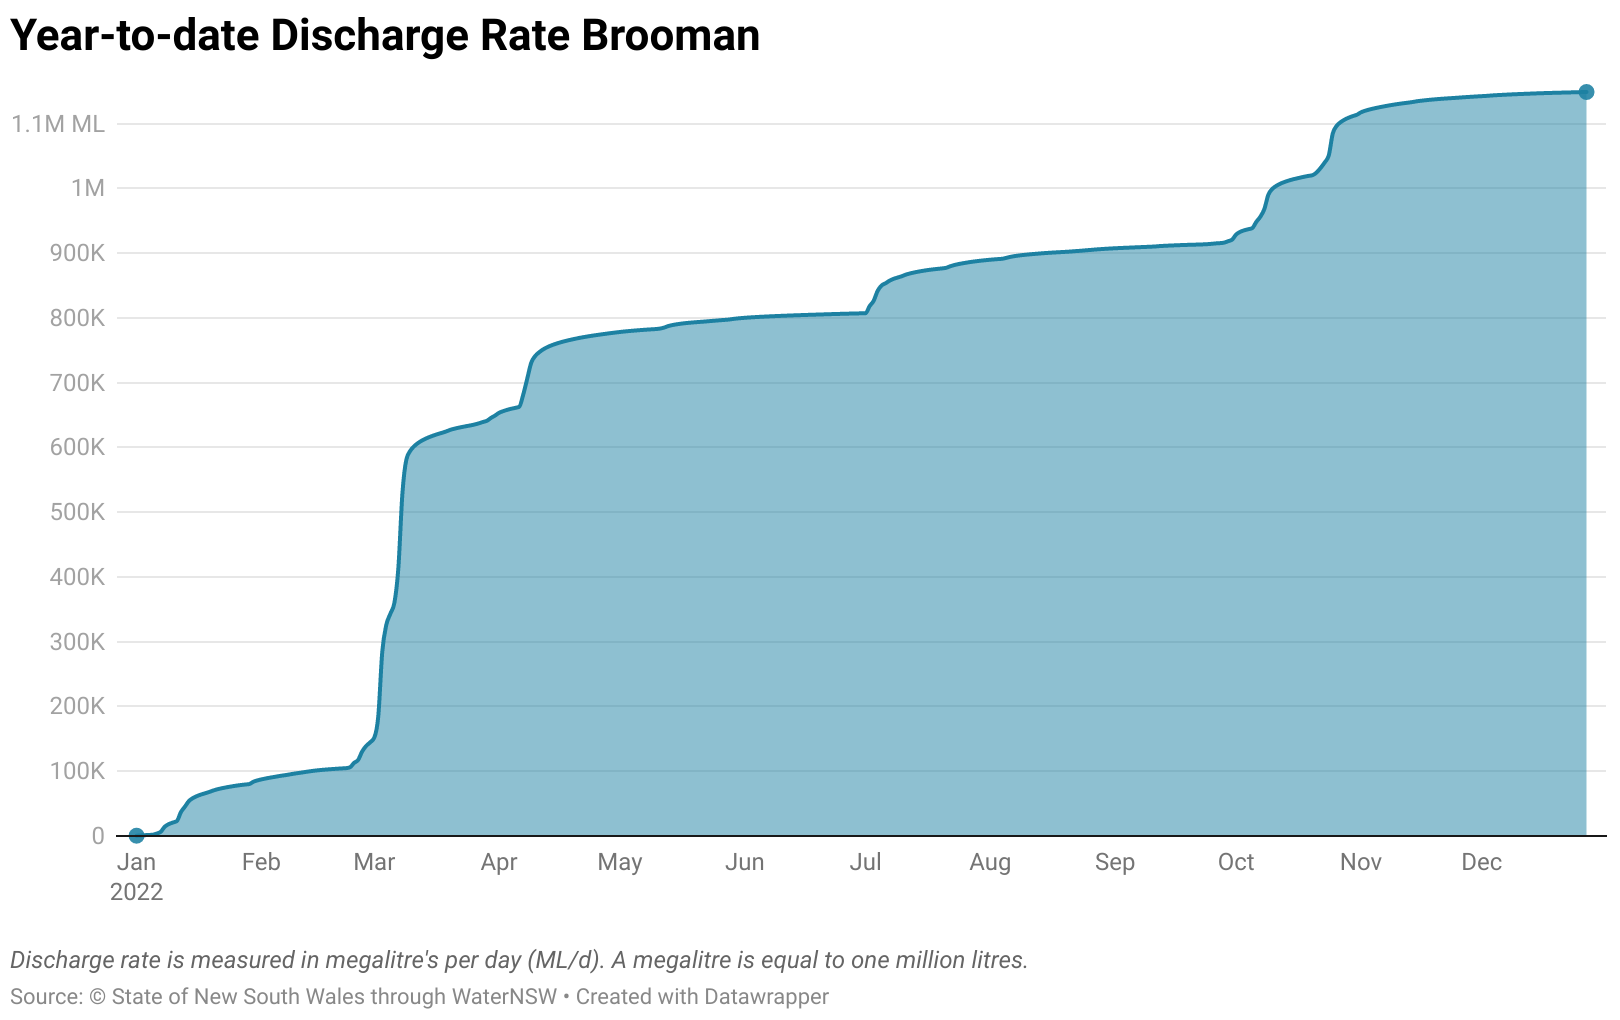 Year-to-date Discharge Rate Brooman
1.1M ML
1M
900K
800K
700K
600K
500K
400K
300K
200K
100K
0
Jan Feb Mar Apr May Jun Jul Aug Sep Oct Nov Dec
2022
Discharge rate is measured in megalitre's per day (ML/d). A megalitre is equal to one million litres.
Source: © State of New South Wales through WaterNSW • Created with Datawrapper